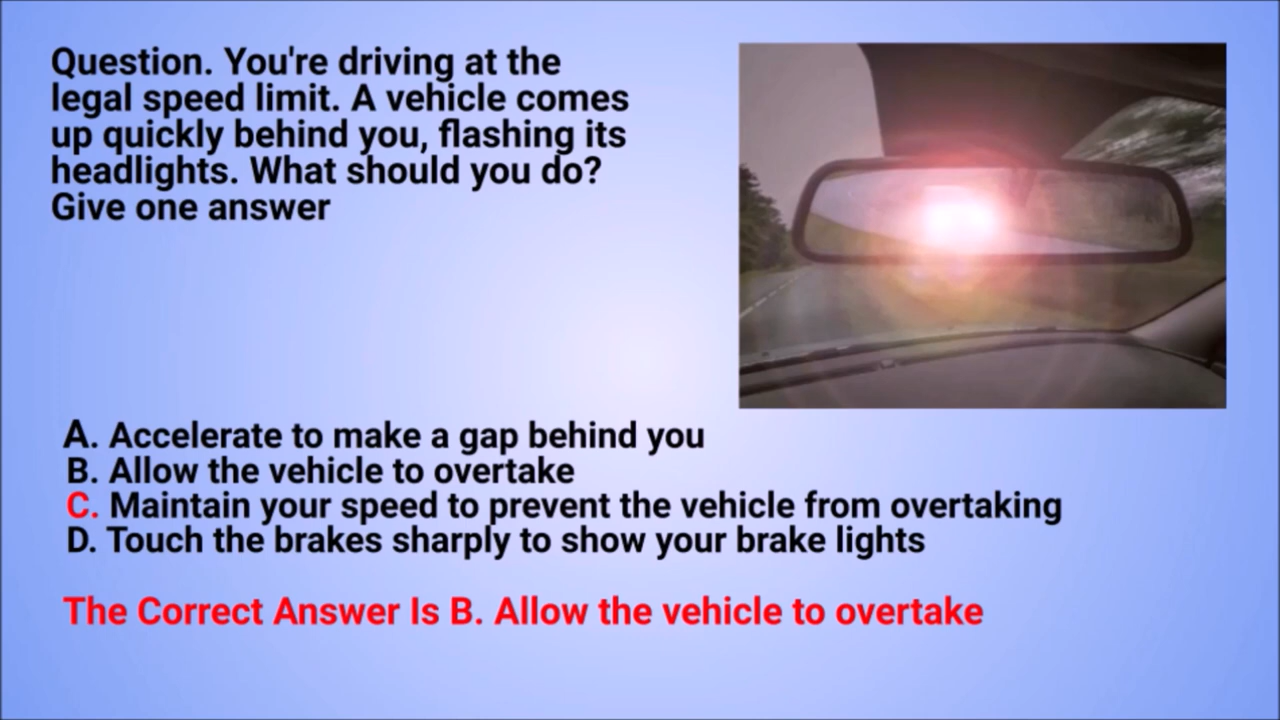 Question. You're driving at the
legal speed limit. A vehicle comes
up quickly behind you, flashing its
headlights. What should you do?
Give one answer
A. Accelerate to make a gap behind you
B. Allow the vehicle to overtake
C. Maintain your speed to prevent the vehicle from overtaking
D. Touch the brakes sharply to show your brake lights
The Correct Answer Is B. Allow the vehicle to overtake